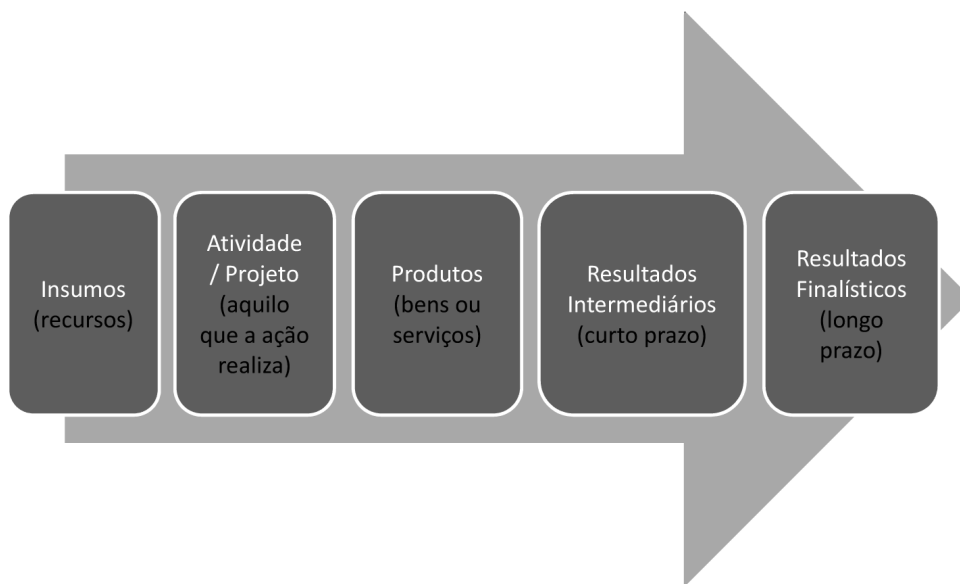 Insumos
(recursos)
Atividade
/ Projeto
(aquilo
que a ação
realiza)
Produtos
(bens ou
serviços)
Resultados
Intermediários
(curto prazo)
Resultados
Finalísticos
(longo
prazo)